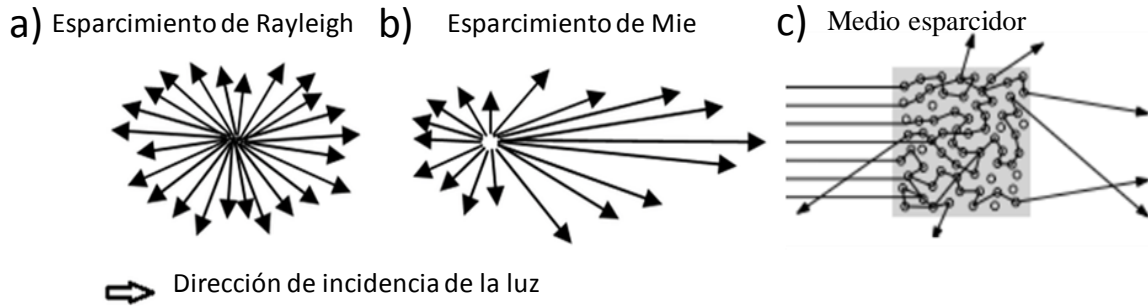 a) Esparcimiento de Rayleigh
b) Esparcimiento de Mie
c) Medio esparcidor
Dirección de incidencia de la luz